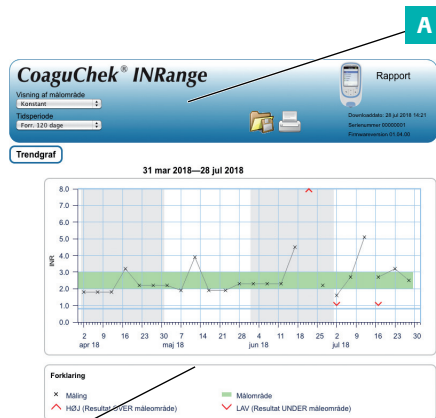 A
CoaguChek® INRange
Rapport
Visning af målområde
Konstant
Tidsperiode
Forr. 120 dage
Downloaddato: 28 jul 2018 14:21
Serienummer 00000001
Firmwareversion 01.04.00
Trendgraf
31 mar 2018—28 jul 2018
8.0
7.0
6.0
5.0
4.0
3.0
2.0
1.0
0.0
INR
2 9 16 23 30 7 14 21 28 4 11 18 25 2 9 16 23 30
apr 18 maj 18 jun 18 jul 18
Forklaring
Måling Målområde
HØJ (Resultat OVER måleområde) LAV (Resultat UNDER måleområde)